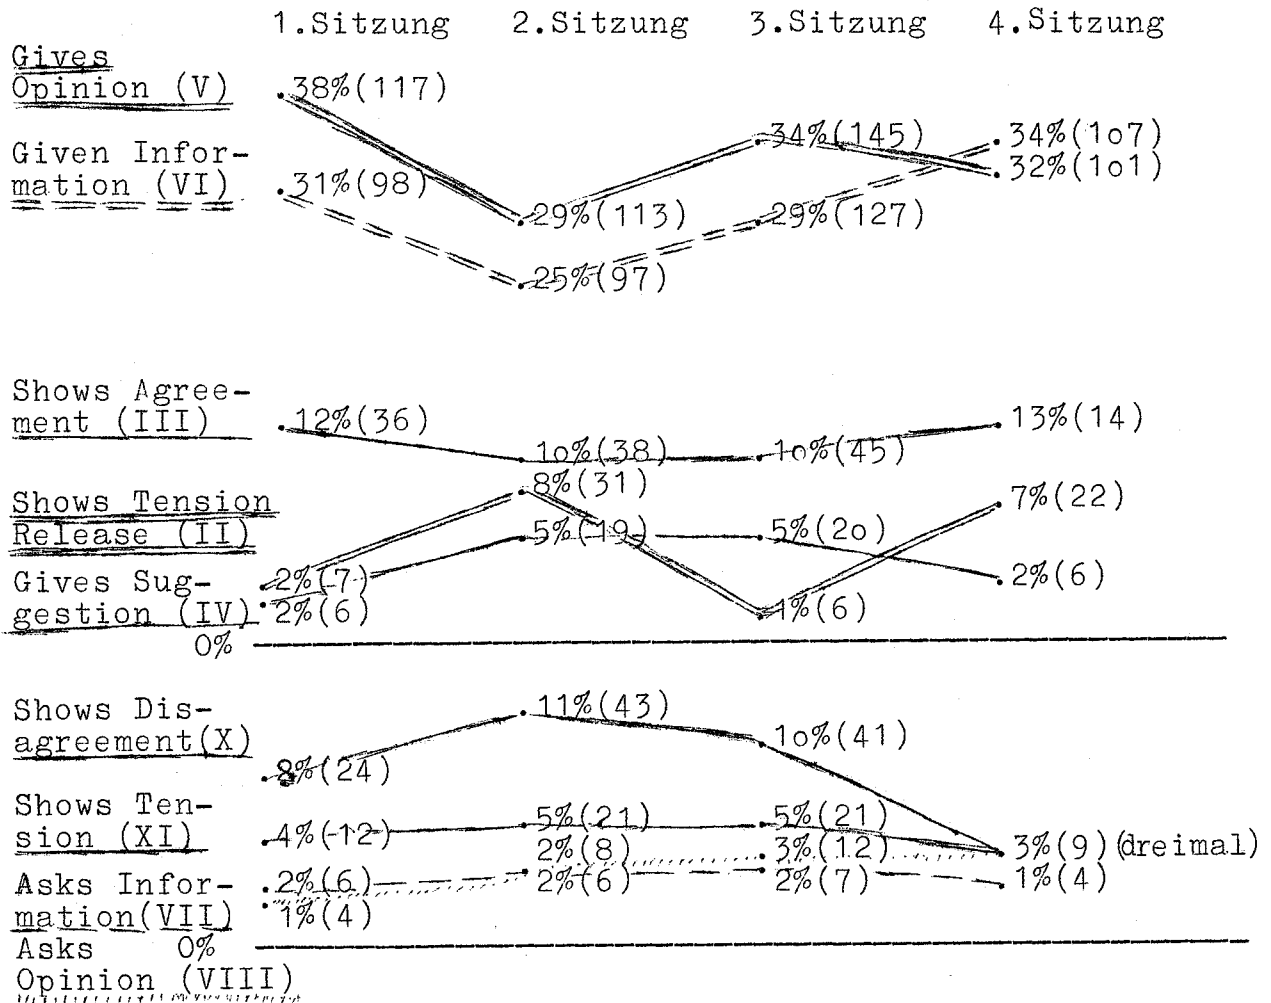 1.Sitzung 2.Sitzung 3.Sitzung 4.Sitzung
Gives
Opinion (V)
38%(117)
34%(145)
34%(1o7)
Given Infor-
mation (VI)
31%(98)
32%(1o1)
29%(113)
29%(127)
25%(97)
Shows Agree-
ment (III)
12%(36)
1o%(38)
1o%(45)
13%(14)
Shows Tension
Release (II)
8%(31)
7%(22)
5%(19)
5%(2o)
Gives Sug-
gestion (IV)
2%(7)
2%(6)
1%(6)
2%(6)
0%
Shows Dis-
agreement(X)
8%(24)
11%(43)
1o%(41)
Shows Ten-
sion (XI)
4%(12)
5%(21)
5%(21)
2%(8)
3%(12)
3%(9)(dreimal)
Asks Infor-
mation(VII)
2%(6)
2%(6)
2%(7)
1%(4)
1%(4)
Asks 0%
Opinion (VIII)